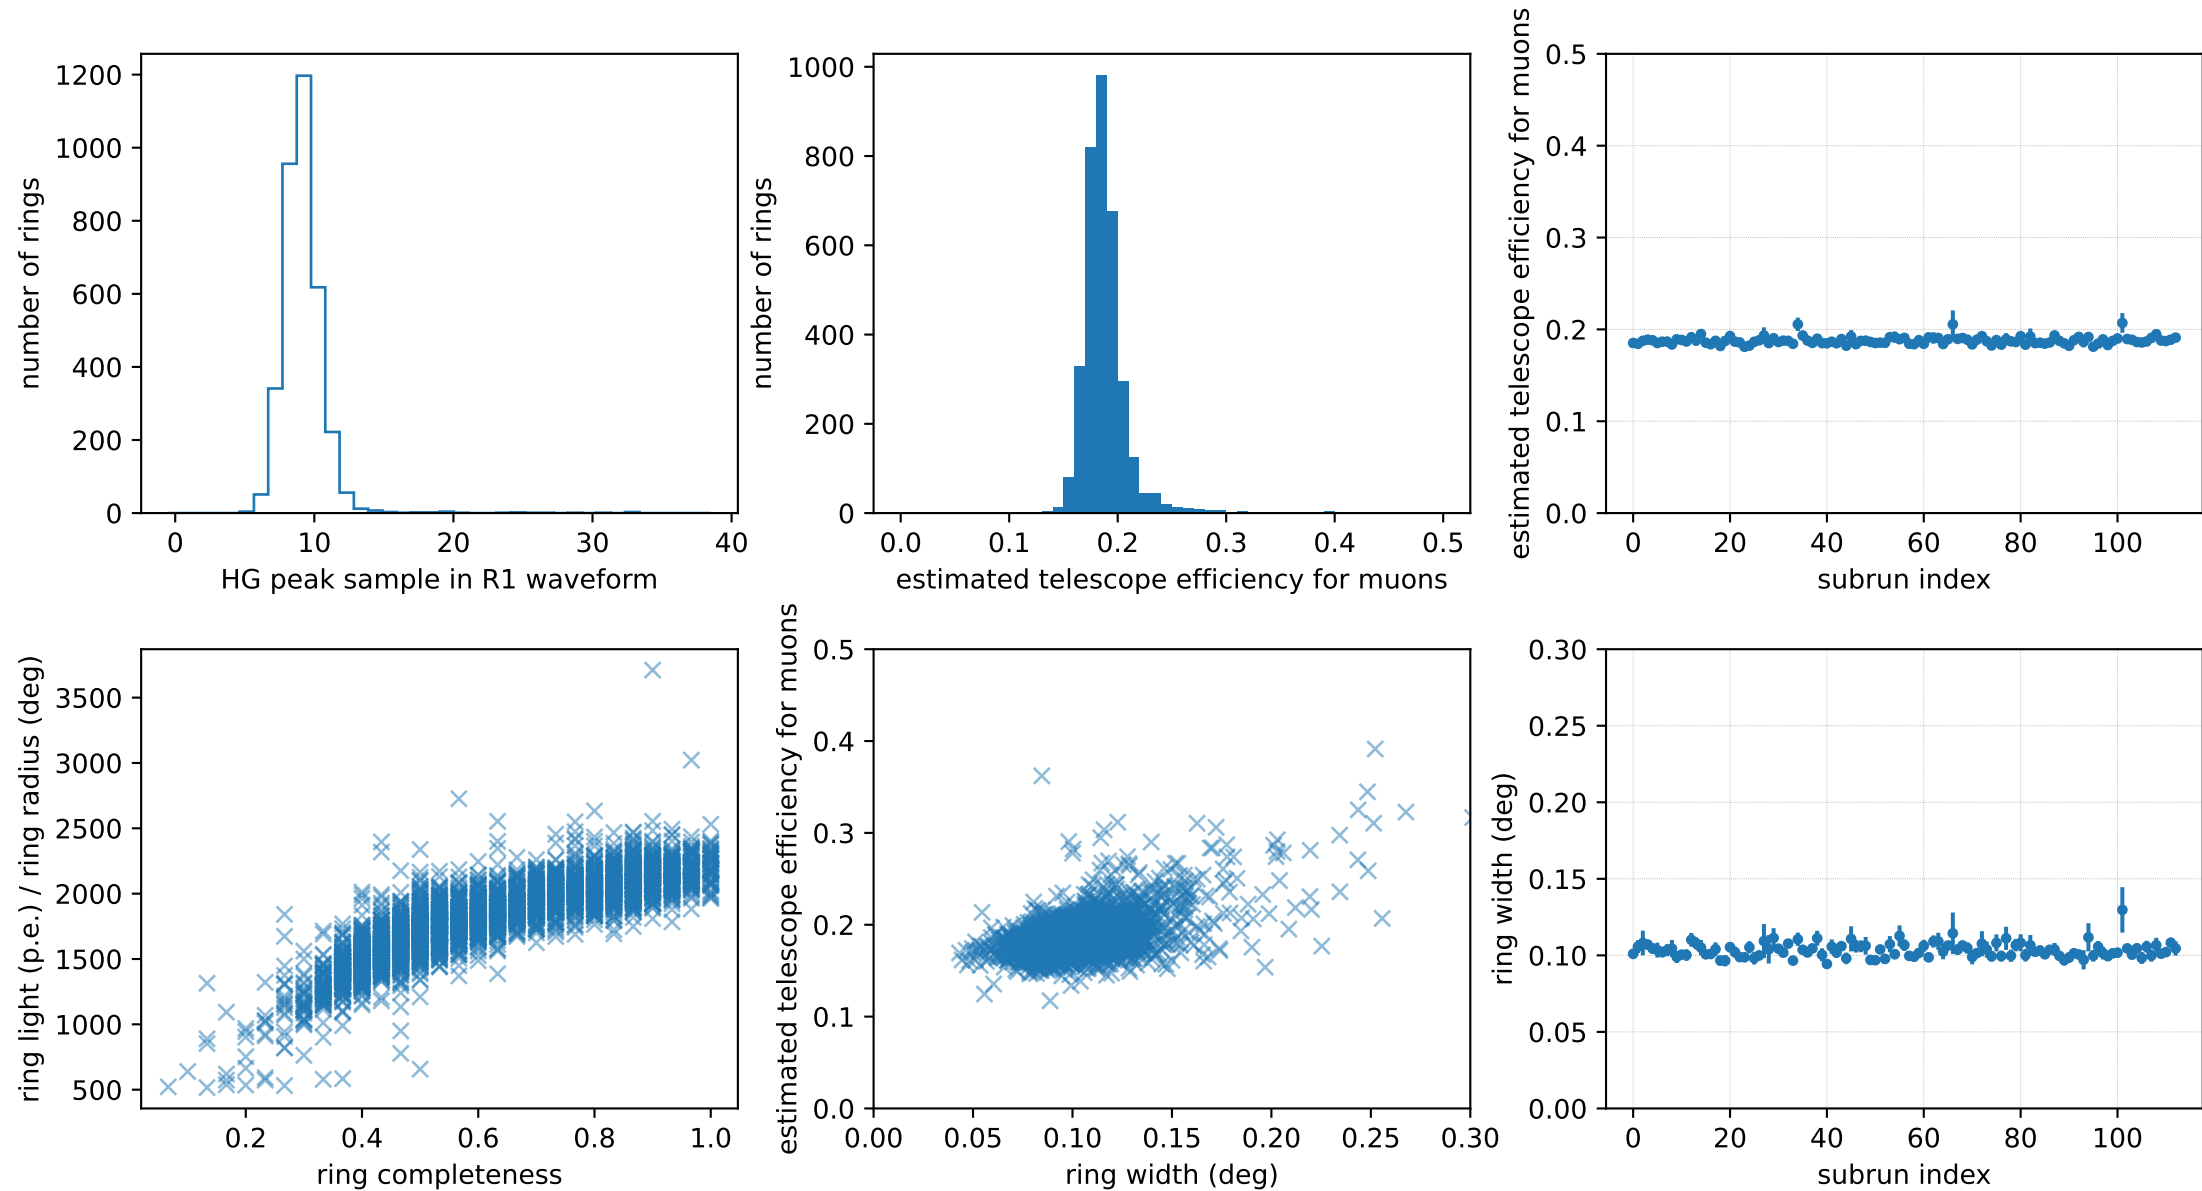 number of rings
1200
1000
800
600
400
200
0
0 10 20 30 40
HG peak sample in R1 waveform
number of rings
1000
800
600
400
200
0
0.0 0.1 0.2 0.3 0.4 0.5
estimated telescope efficiency for muons
estimated telescope efficiency for muons
0.5
0.4
0.3
0.2
0.1
0.0
0 20 40 60 80 100
subrun index
ring light (p.e.) / ring radius (deg)
3500
3000
2500
2000
1500
1000
500
0.2 0.4 0.6 0.8 1.0
ring completeness
estimated telescope efficiency for muons
0.5
0.4
0.3
0.2
0.1
0.0
0.00 0.05 0.10 0.15 0.20 0.25 0.30
ring width (deg)
ring width (deg)
0.30
0.25
0.20
0.15
0.10
0.05
0.00
0 20 40 60 80 100
subrun index